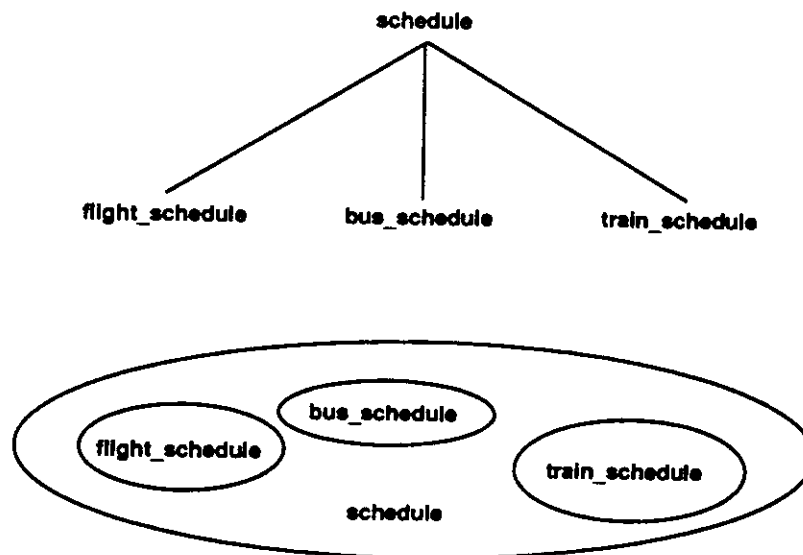 schedule
flight_schedule
bus_schedule
train_schedule
bus_schedule
flight_schedule
train_schedule
schedule